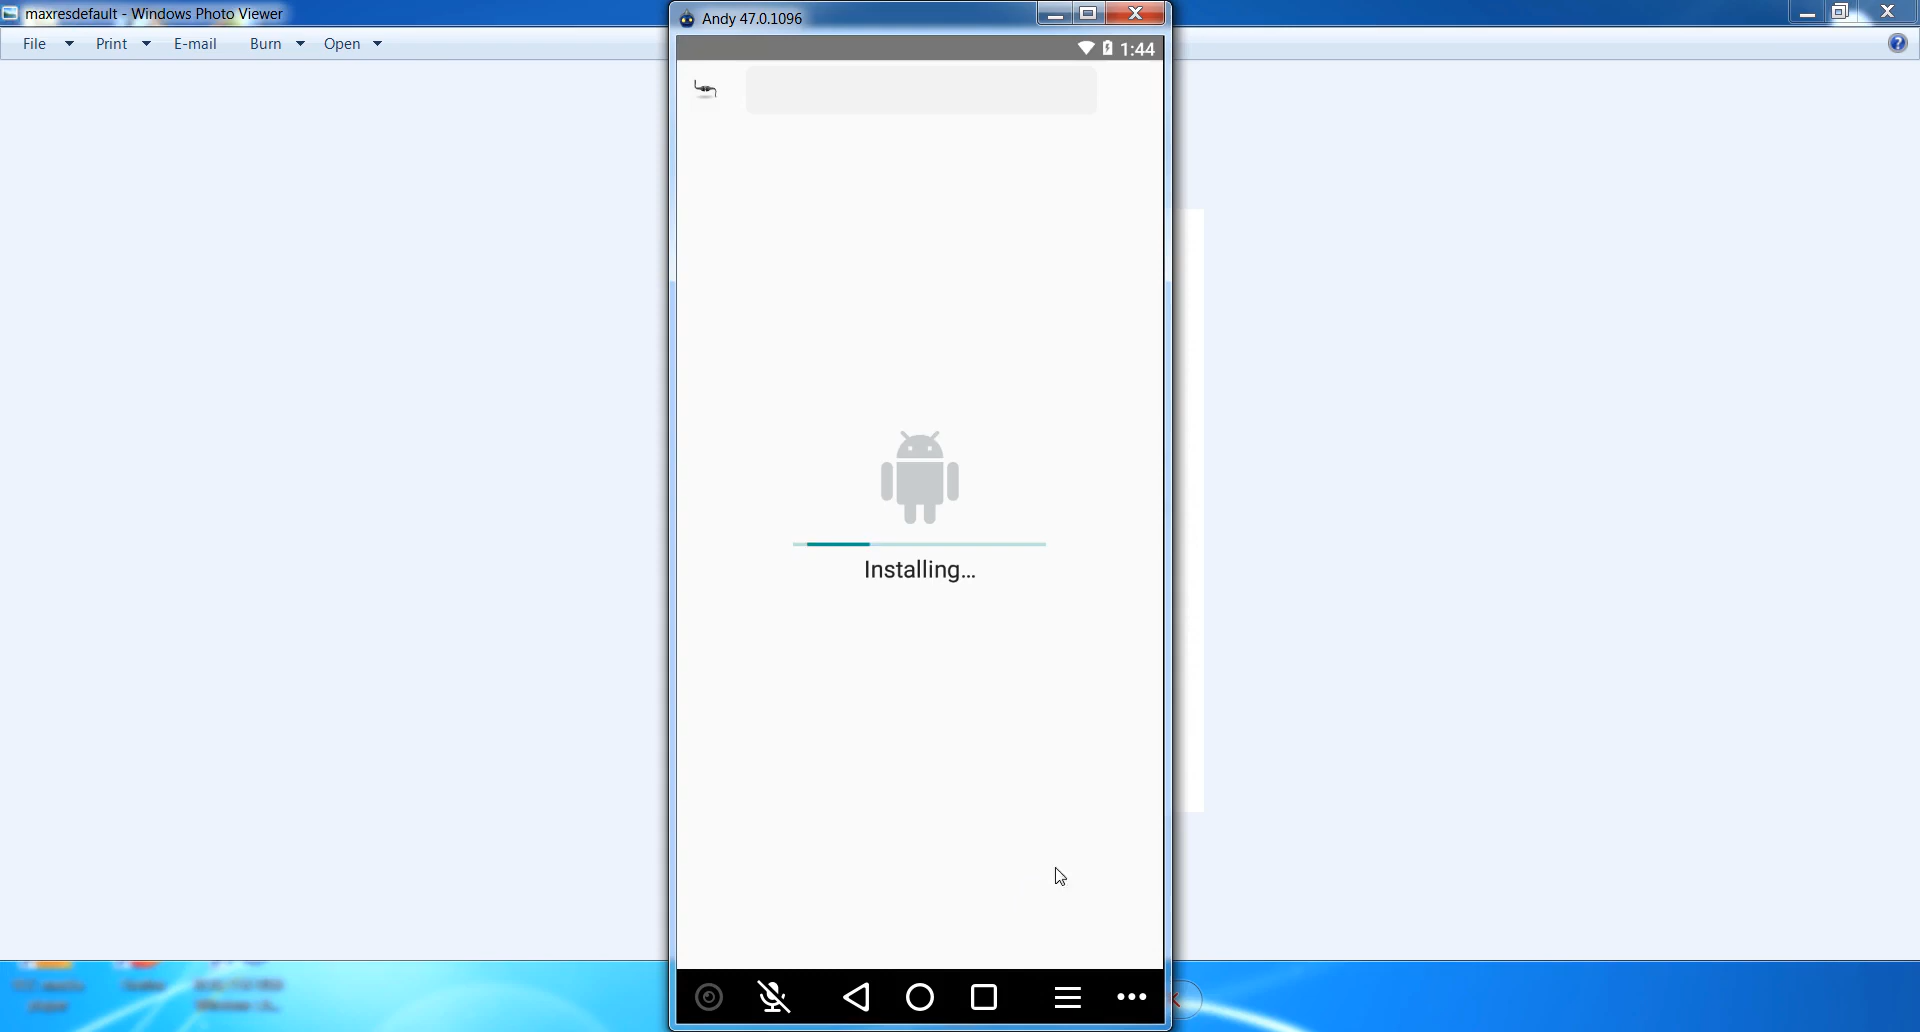 maxresdefault - Windows Photo Viewer
File Print E-mail Burn Open
Andy 47.0.1096
1:44
Installing...